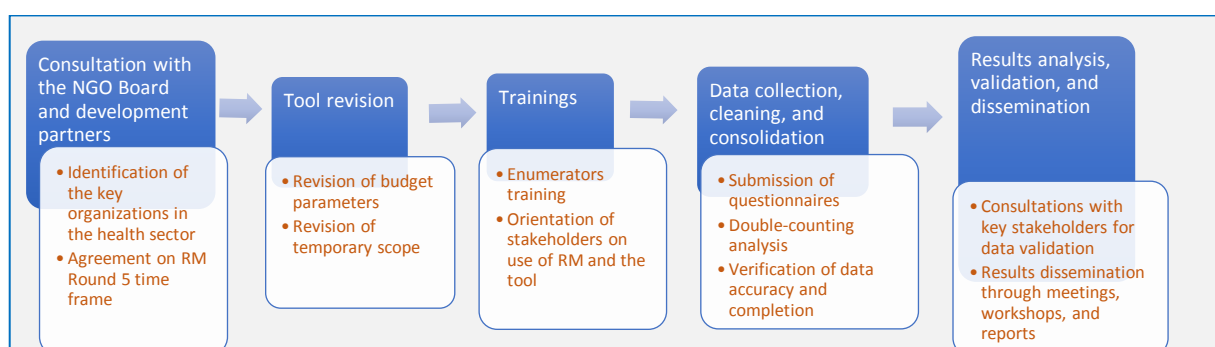 Consultation with
the NGO Board
and development
partners
• Identification of
the key
organizations in
the health sector
• Agreement on RM
Round 5 time
frame
Tool revision
• Revision of budget
parameters
• Revision of
temporary scope
Trainings
• Enumerators
training
• Orientation of
stakeholders on
use of RM and the
tool
Data collection,
cleaning, and
consolidation
• Submission of
questionnaires
• Double-counting
analysis
• Verification of data
accuracy and
completion
Results analysis,
validation, and
dissemination
• Consultations with
key stakeholders for
data validation
• Results dissemination
through meetings,
workshops, and
reports